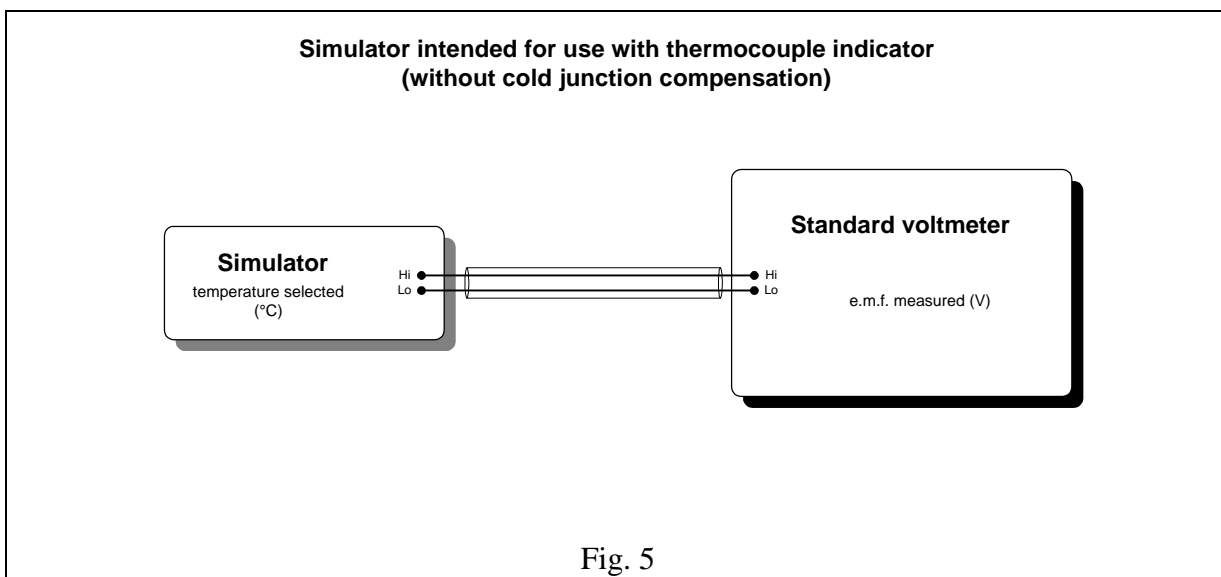 Simulator intended for use with thermocouple indicator
(without cold junction compensation)
Simulator
temperature selected
(°C)
Hi
Lo
Hi
Lo
Standard voltmeter
e.m.f. measured (V)
Fig. 5